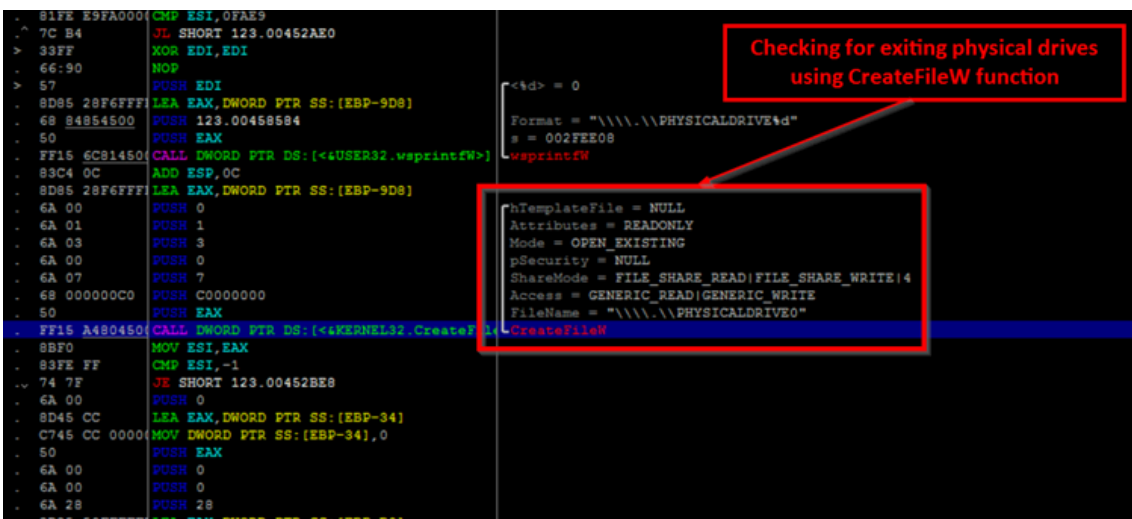 Checking for exiting physical drives
using CreateFileW function
. 81FE E9FA0000 CMP ESI,0FAE9
.^ 7C B4 JL SHORT 123.00452AE0
> 33FF XOR EDI,EDI
. 66:90 NOP
> 57 PUSH EDI <%d> = 0
. 8D85 28F6FFFF LEA EAX,DWORD PTR SS:[EBP-9D8]
. 68 84854500 PUSH 123.00458584 Format = "\\\\.\\PHYSICALDRIVE%d"
. 50 PUSH EAX s = 002FEE08
. FF15 6C814500 CALL DWORD PTR DS:[<&USER32.wsprintfW>] wsprintfW
. 83C4 0C ADD ESP,0C
. 8D85 28F6FFFF LEA EAX,DWORD PTR SS:[EBP-9D8]
. 6A 00 PUSH 0 hTemplateFile = NULL
. 6A 01 PUSH 1 Attributes = READONLY
. 6A 03 PUSH 3 Mode = OPEN_EXISTING
. 6A 00 PUSH 0 pSecurity = NULL
. 6A 07 PUSH 7 ShareMode = FILE_SHARE_READ|FILE_SHARE_WRITE|4
. 68 000000C0 PUSH C0000000 Access = GENERIC_READ|GENERIC_WRITE
. 50 PUSH EAX FileName = "\\\\.\\PHYSICALDRIVE0"
. FF15 A4804500 CALL DWORD PTR DS:[<&KERNEL32.CreateFile CreateFileW
. 8BF0 MOV ESI,EAX
. 83FE FF CMP ESI,-1
.v 74 7F JE SHORT 123.00452BE8
. 6A 00 PUSH 0
. 8D45 CC LEA EAX,DWORD PTR SS:[EBP-34]
. C745 CC 00000 MOV DWORD PTR SS:[EBP-34],0
. 50 PUSH EAX
. 6A 00 PUSH 0
. 6A 00 PUSH 0
. 6A 28 PUSH 28